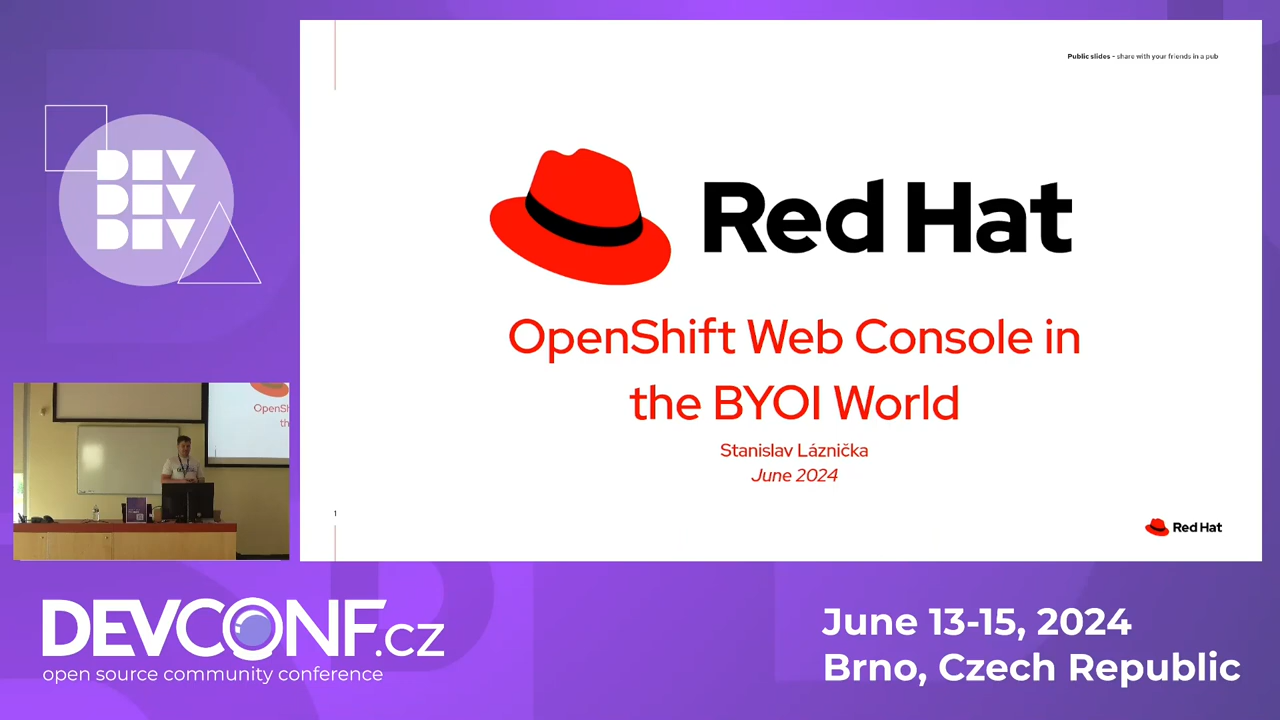 Public slides - share with your friends in a pub
DEV
DEV
DEV
Red Hat
OpenShift Web Console in
the BYOI World
Stanislav Láznička
June 2024
OpenSh
th
1
Red Hat
DEVCONF.cz
open source community conference
June 13-15, 2024
Brno, Czech Republic